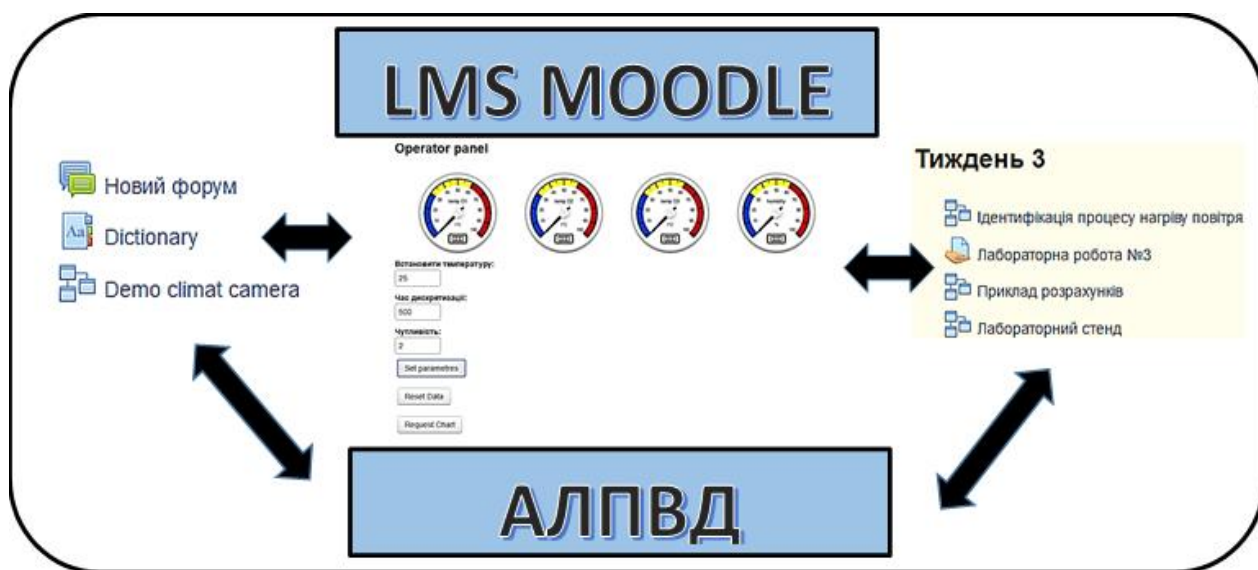 LMS MOODLE
Operator panel
Новий форум
Dictionary
Demo climat camera
Встановити температуру:
25
Час дискретизації:
500
Чутливість:
2
Set parametres
Reset Data
Request Chart
Тиждень 3
Ідентифікація процесу нагріву повітря
Лабораторна робота №3
Приклад розрахунків
Лабораторний стенд
АЛПВД